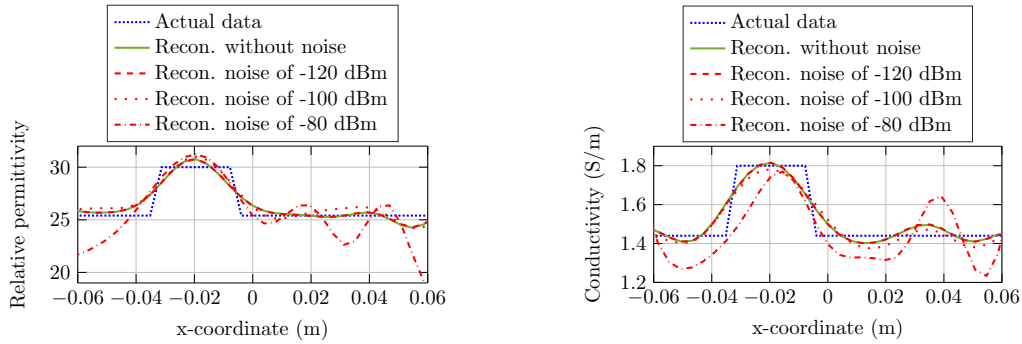 Actual data
Recon. without noise
Recon. noise of -120 dBm
Recon. noise of -100 dBm
Recon. noise of -80 dBm
Relative permittivity
30
25
20
−0.06 −0.04 −0.02 0 0.02 0.04 0.06
x-coordinate (m)
Actual data
Recon. without noise
Recon. noise of -120 dBm
Recon. noise of -100 dBm
Recon. noise of -80 dBm
Conductivity (S/m)
1.8
1.6
1.4
1.2
−0.06 −0.04 −0.02 0 0.02 0.04 0.06
x-coordinate (m)